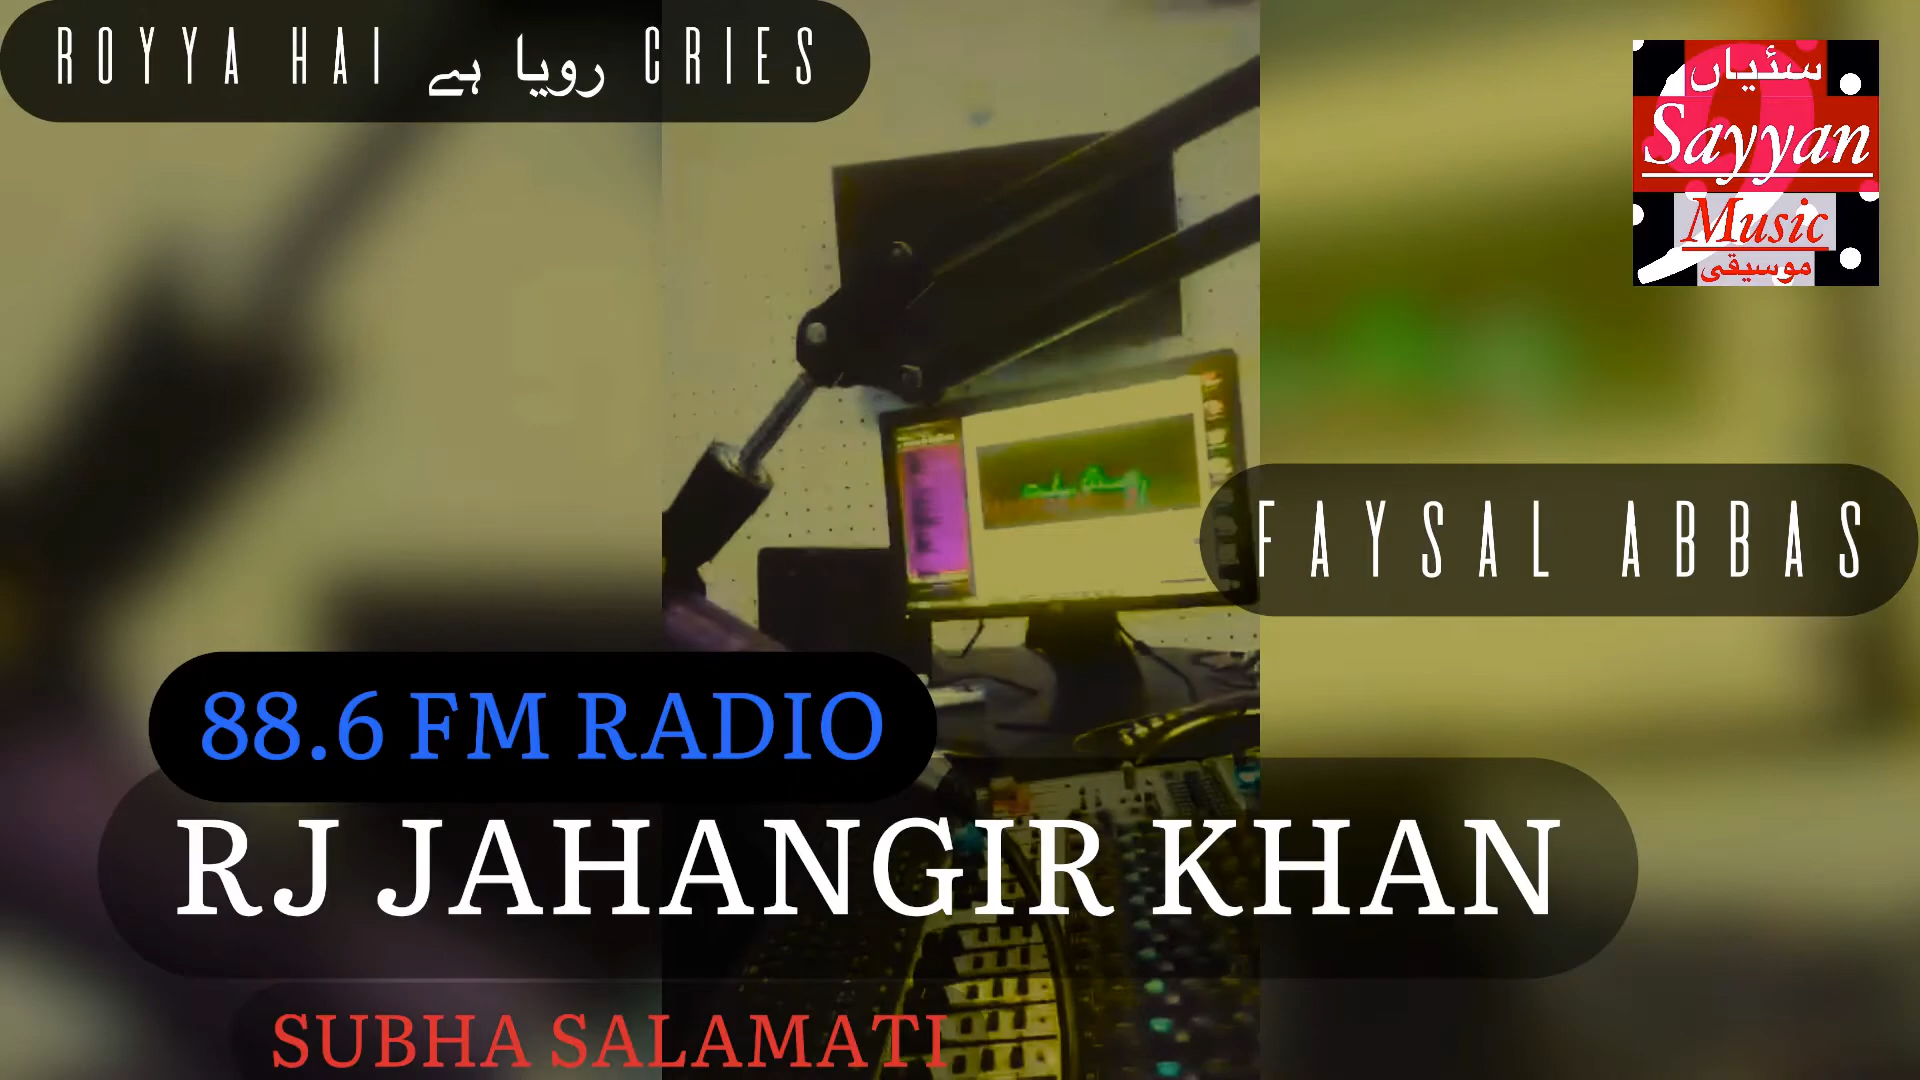 ROYYA HAI رویا ہے CRIES
سئیاں
Sayyan
Music
موسیقی
FAYSAL ABBAS
88.6 FM RADIO
RJ JAHANGIR KHAN
SUBHA SALAMATI